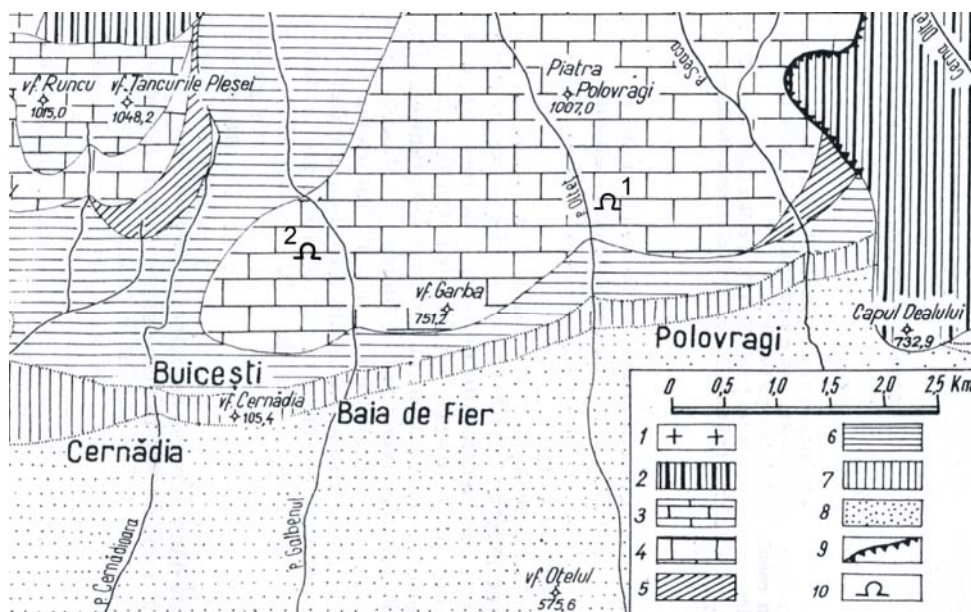 Cerna Olteț
vf. Runcu
1015,0
vf. Tancurile Pleșei
1048,2
Piatra
Polovragi
1007,0
P. Seaca
P. Olteț
1
2
vf. Garba
751,2
Capul Dealului
732,9
Polovragi
Buicești
vf. Cernădia
105,4
Baia de Fier
Cernădia
P. Cernădioara
P. Galbenul
vf. Oțelul
575,6
0 0,5 1,0 1,5 2,0 2,5 Km
1
2
3
4
5
6
7
8
9
10